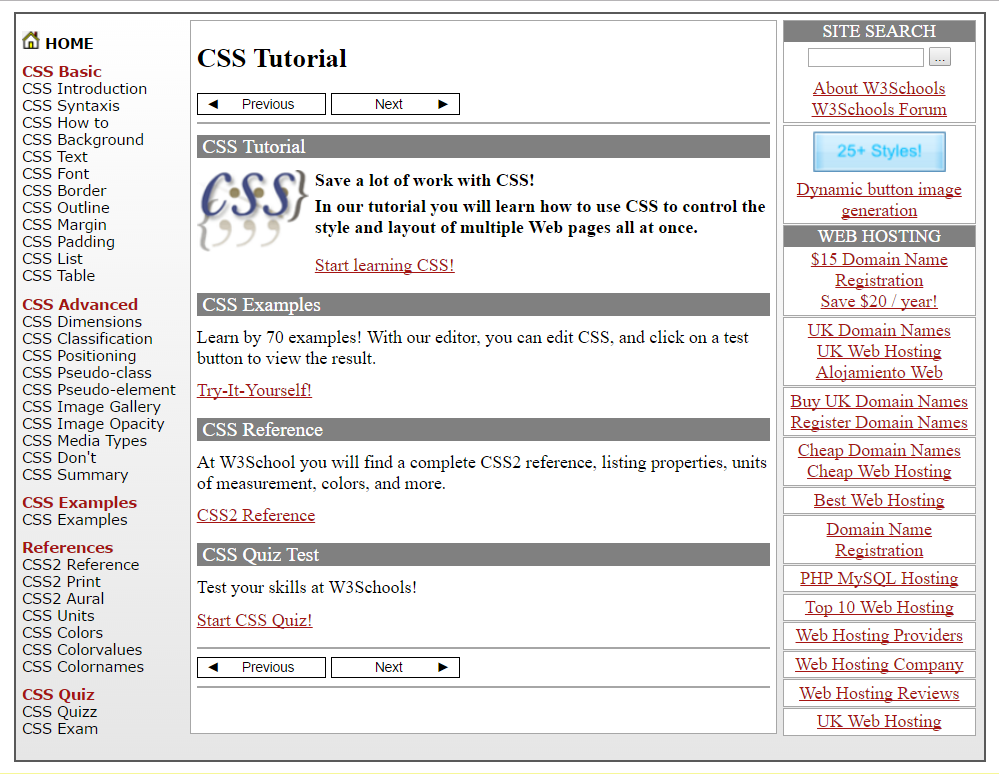 HOME
CSS Basic
CSS Introduction
CSS Syntaxis
CSS How to
CSS Background
CSS Text
CSS Font
CSS Border
CSS Outline
CSS Margin
CSS Padding
CSS List
CSS Table
CSS Advanced
CSS Dimensions
CSS Classification
CSS Positioning
CSS Pseudo-class
CSS Pseudo-element
CSS Image Gallery
CSS Image Opacity
CSS Media Types
CSS Don't
CSS Summary
CSS Examples
CSS Examples
References
CSS2 Reference
CSS2 Print
CSS2 Aural
CSS Units
CSS Colors
CSS Colorvalues
CSS Colornames
CSS Quiz
CSS Quizz
CSS Exam
CSS Tutorial
◄ Previous
Next ►
CSS Tutorial
CSS}
Save a lot of work with CSS!
In our tutorial you will learn how to use CSS to control the
style and layout of multiple Web pages all at once.
Start learning CSS!
CSS Examples
Learn by 70 examples! With our editor, you can edit CSS, and click on a test
button to view the result.
Try-It-Yourself!
CSS Reference
At W3School you will find a complete CSS2 reference, listing properties, units
of measurement, colors, and more.
CSS2 Reference
CSS Quiz Test
Test your skills at W3Schools!
Start CSS Quiz!
◄ Previous
Next ►
SITE SEARCH
...
About W3Schools
W3Schools Forum
25+ Styles!
Dynamic button image
generation
WEB HOSTING
$15 Domain Name
Registration
Save $20 / year!
UK Domain Names
UK Web Hosting
Alojamiento Web
Buy UK Domain Names
Register Domain Names
Cheap Domain Names
Cheap Web Hosting
Best Web Hosting
Domain Name
Registration
PHP MySQL Hosting
Top 10 Web Hosting
Web Hosting Providers
Web Hosting Company
Web Hosting Reviews
UK Web Hosting